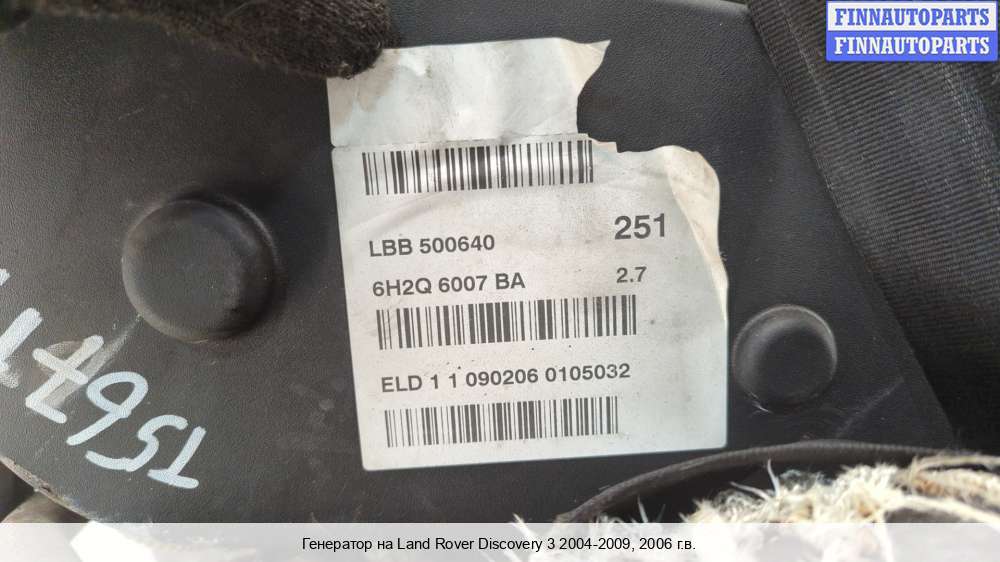 FINNAUTOPARTS
FINNAUTOPARTS
LBB 500640
251
6H2Q 6007 BA
2.7
ELD 1 1 090206 0105032
Генератор на Land Rover Discovery 3 2004-2009, 2006 г.в.